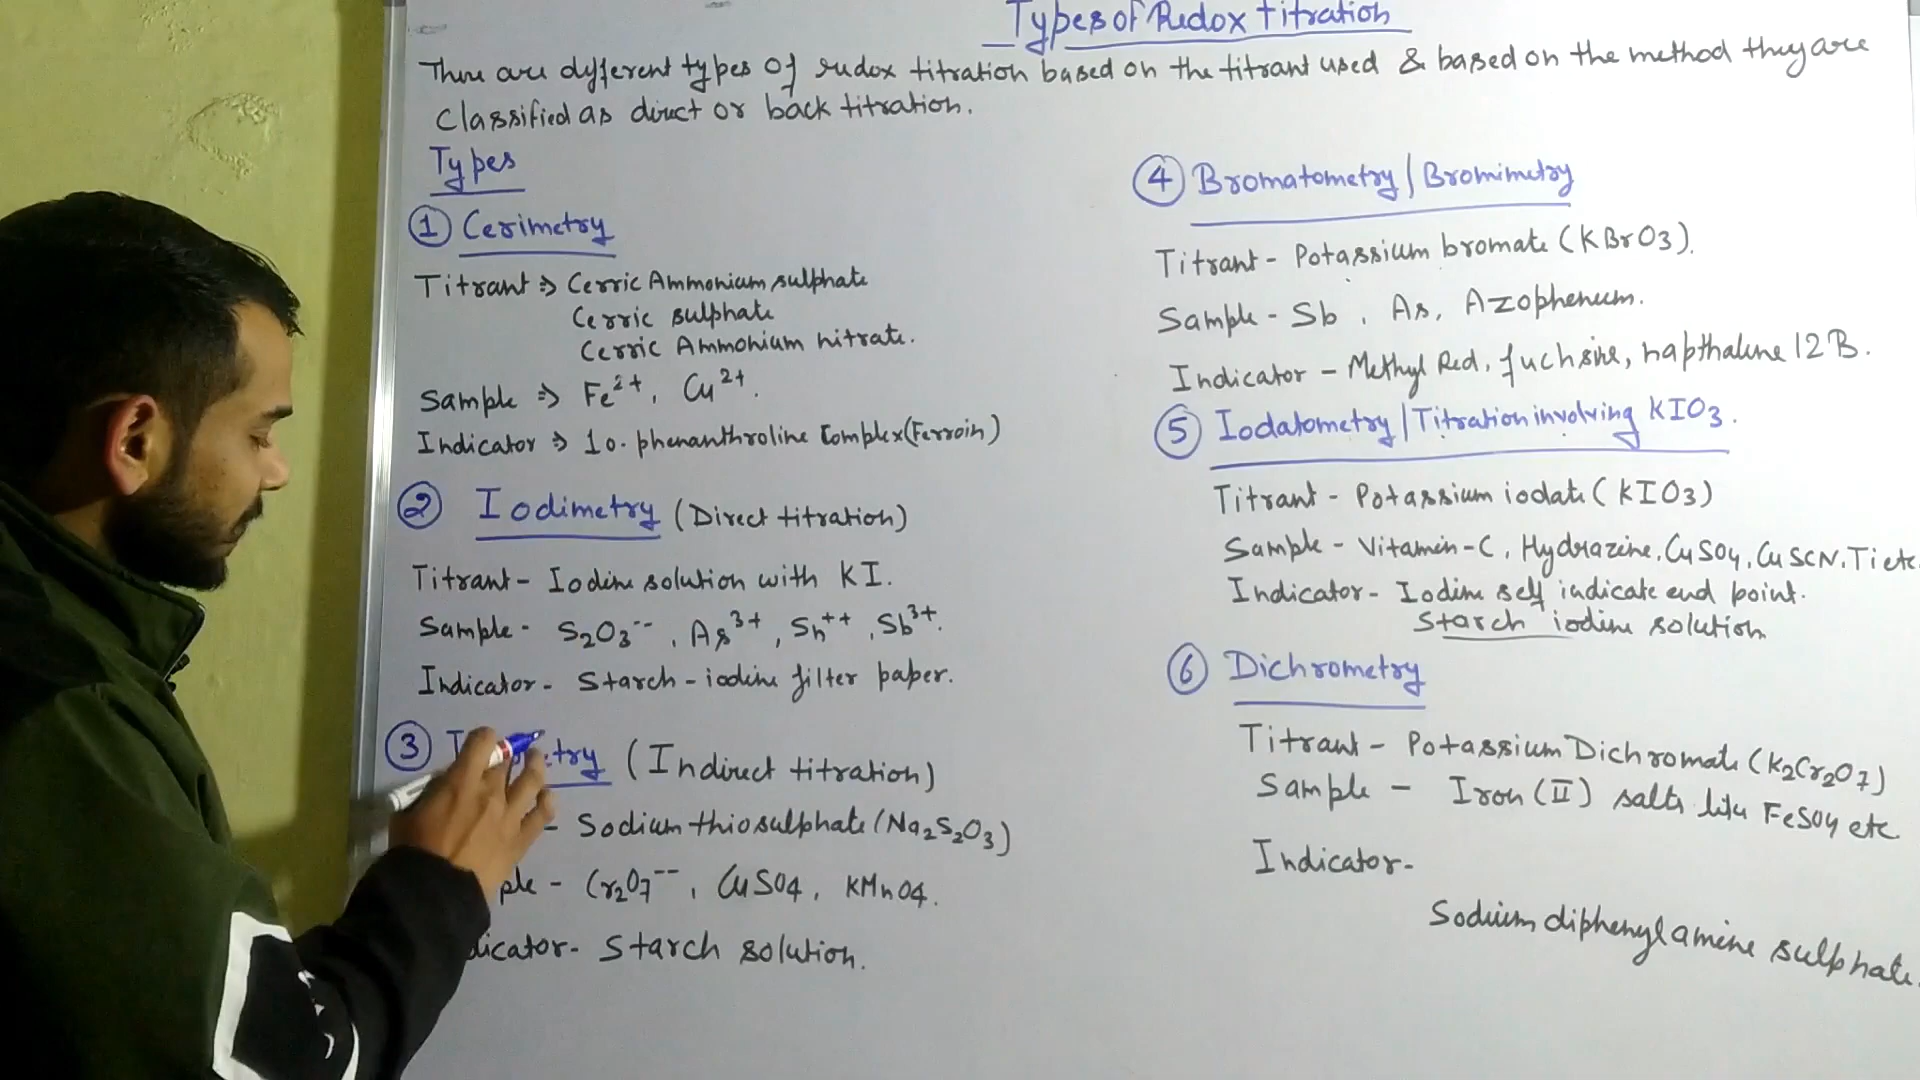 Types of Redox titration
There are different types of redox titration based on the titrant used & based on the method they are
Classified as direct or back titration.
Types
① Cerimetry
Titrant ⇒ Cerric Ammonium sulphate
Cerric sulphate
Cerric Ammonium nitrate.
Sample ⇒ Fe²⁺, Cu²⁺.
Indicator ⇒ 10. phenanthroline Complex (Ferroin)
② Iodimetry (Direct titration)
Titrant - Iodine solution with KI.
Sample - S₂O₃⁻⁻, As³⁺, Sn⁺⁺, Sb³⁺.
Indicator - Starch - iodine filter paper.
③ (Indirect titration)
- Sodium thiosulphate (Na₂S₂O₃)
ple - Cr₂O₇⁻⁻, CuSO₄, KMnO₄.
dicator - Starch solution.
④ Bromatometry / Bromimetry
Titrant - Potassium bromate (KBrO3).
Sample - Sb, As, Azophenum.
Indicator - Methyl Red, fuchsine, napthalene 12 B.
⑤ Iodatometry / Titration involving KIO3.
Titrant - Potassium iodate (KIO3)
Sample - Vitamin-C, Hydrazine, CuSO₄, CuSCN, Ti etc.
Indicator - Iodine self indicate end point.
Starch iodine solution
⑥ Dichrometry
Titrant - Potassium Dichromate (K₂Cr₂O₇)
Sample - Iron (II) salts like FeSO₄ etc
Indicator -
Sodium diphenylamine sulphate.